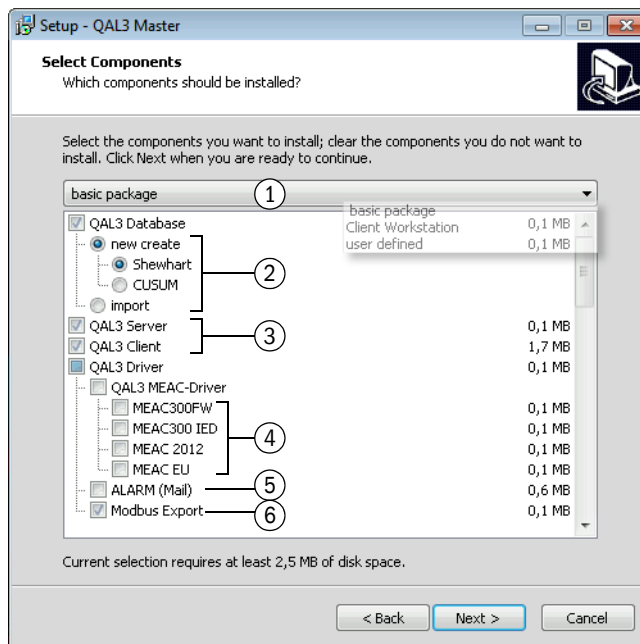 Setup - QAL3 Master
Select Components
Which components should be installed?
Select the components you want to install; clear the components you do not want to
install. Click Next when you are ready to continue.
basic package 1
basic package
QAL3 Database 0,1 MB
Client Workstation
new create 0,1 MB
user defined
Shewhart
2
CUSUM
import
QAL3 Server 0,1 MB
3
QAL3 Client 1,7 MB
QAL3 Driver 0,1 MB
QAL3 MEAC-Driver
MEAC300FW 0,1 MB
MEAC300 IED 0,1 MB
4
MEAC 2012 0,1 MB
MEAC EU 0,1 MB
ALARM (Mail) 5 0,6 MB
Modbus Export 6 0,1 MB
Current selection requires at least 2,5 MB of disk space.
< Back Next > Cancel